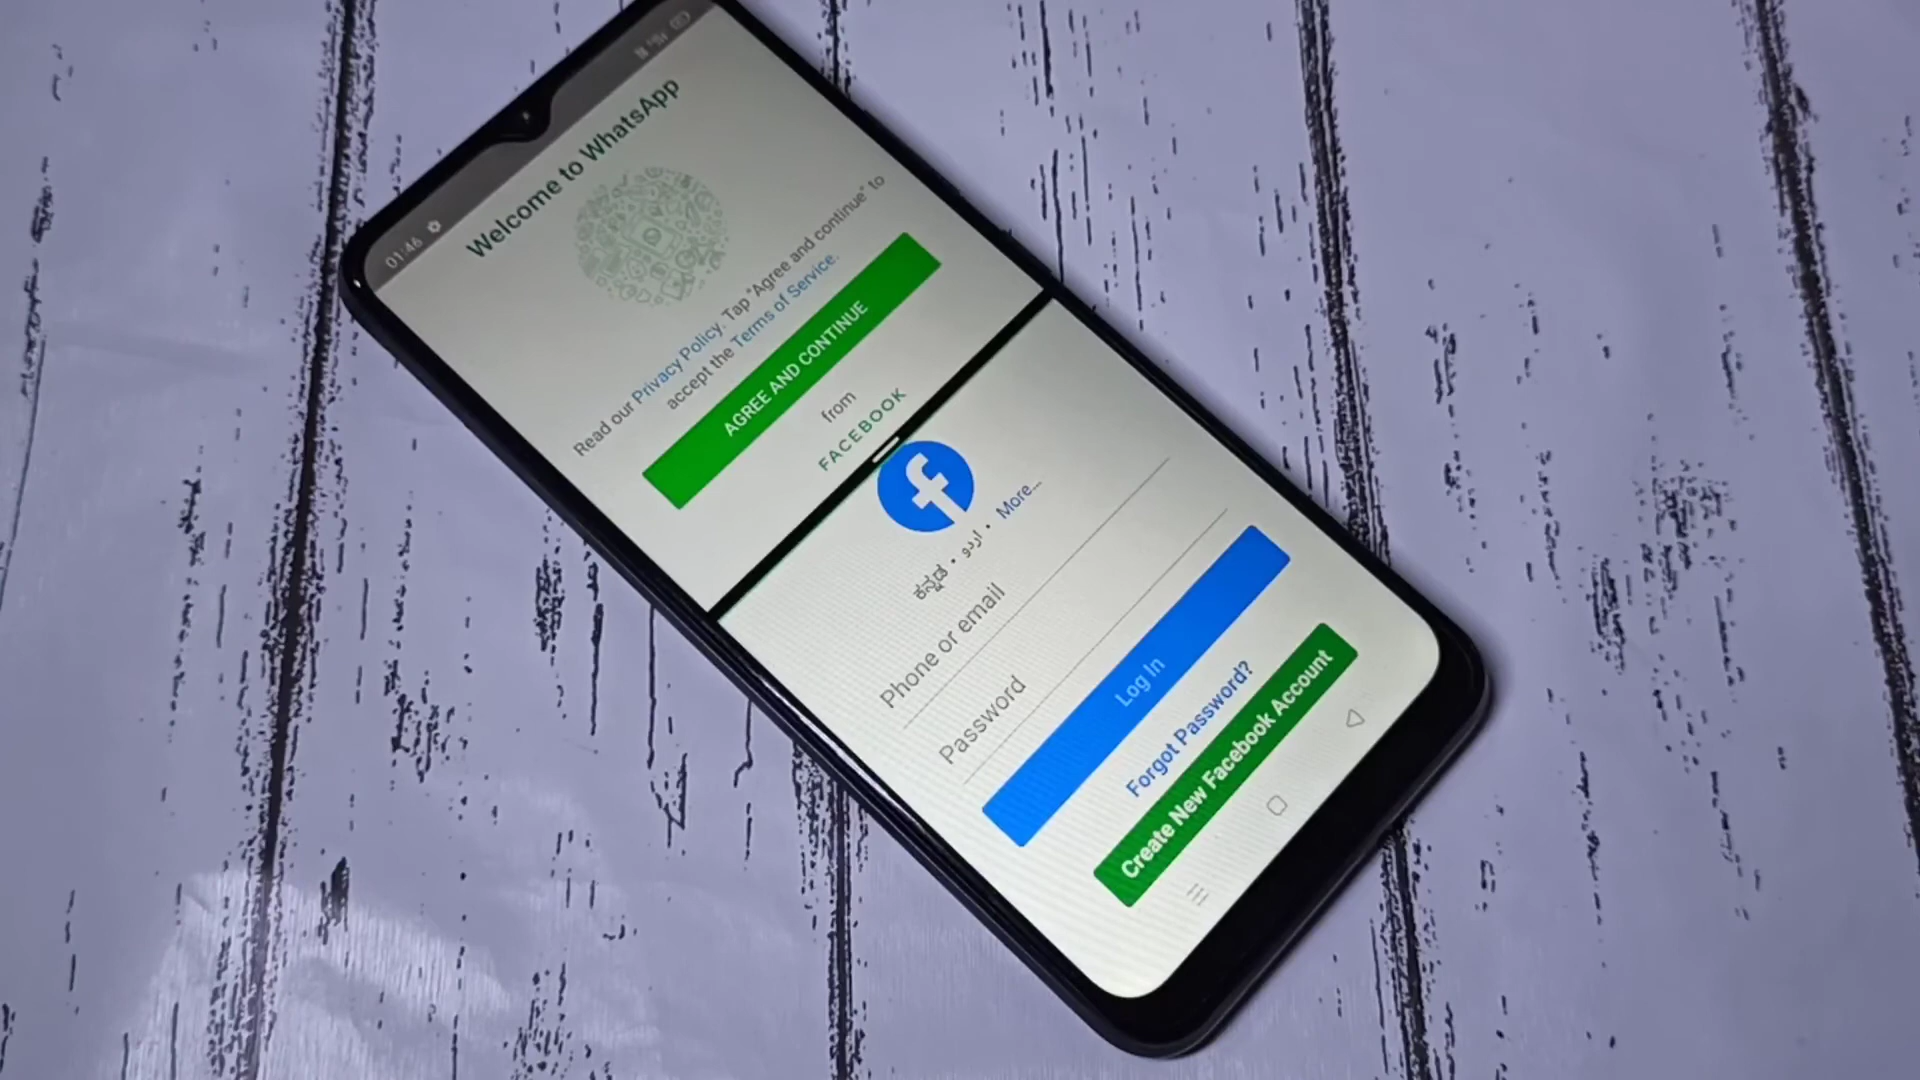 01:46
Welcome to WhatsApp
Read our Privacy Policy. Tap "Agree and continue" to
accept the Terms of Service.
AGREE AND CONTINUE
from
FACEBOOK
ಕನ್ನಡ • اردو • More...
Phone or email
Password
Log In
Forgot Password?
Create New Facebook Account